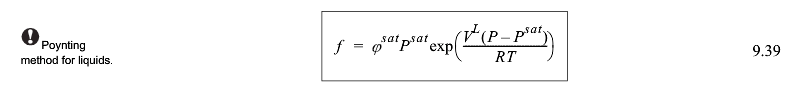 Poynting
method for liquids.
f = φ^sat P^sat exp(V^L(P – P^sat)/RT)
9.39